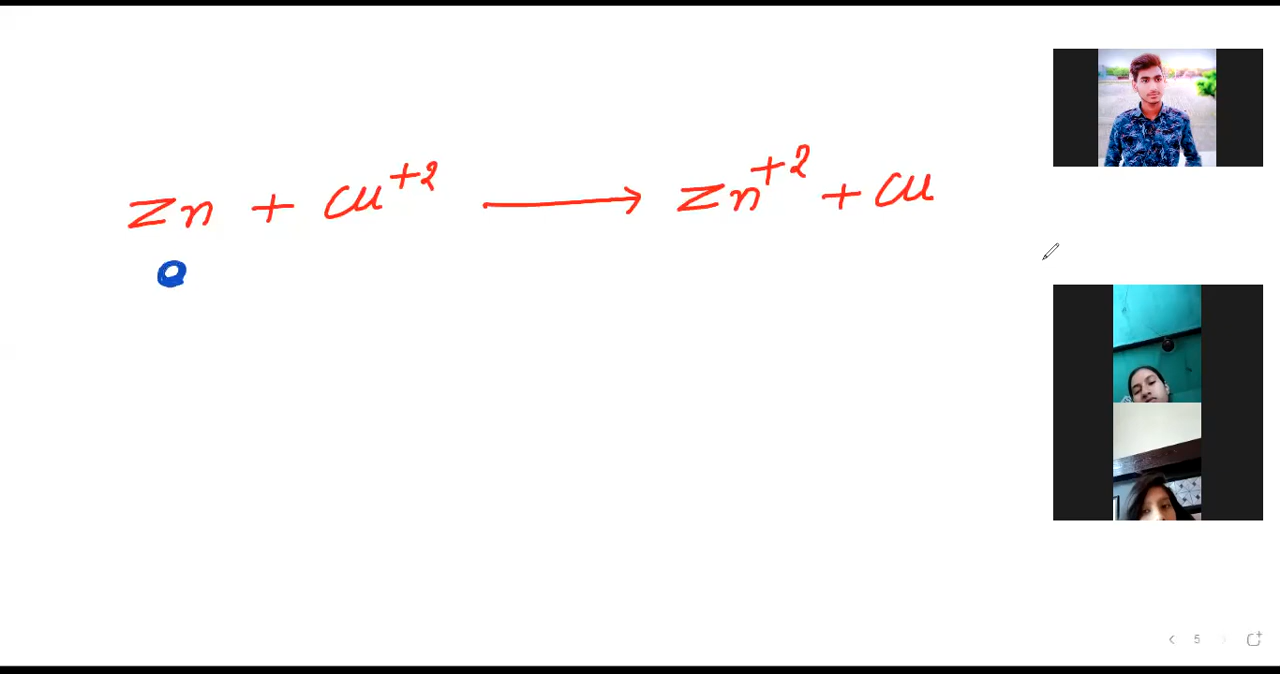 Zn + Cu⁺² ⟶ Zn⁺² + Cu
0
5